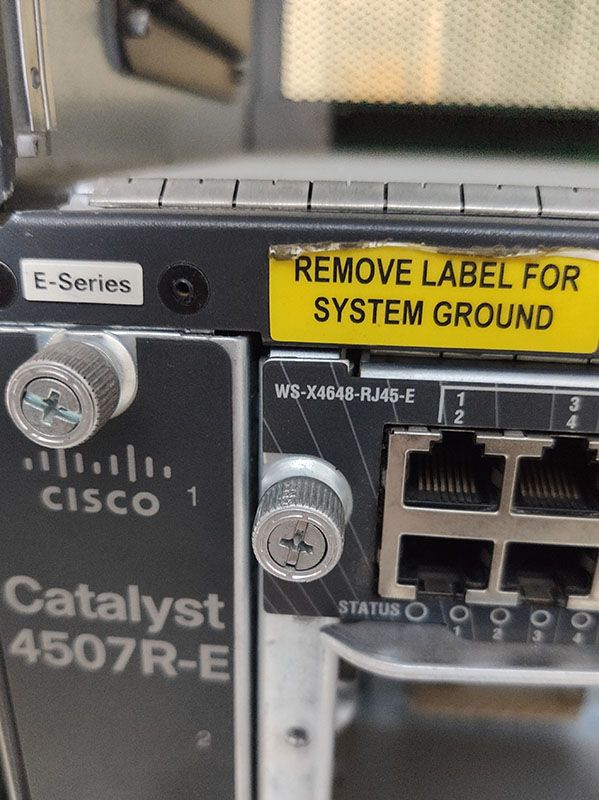 E-Series
REMOVE LABEL FOR
SYSTEM GROUND
WS-X4648-RJ45-E
1
2
3
4
CISCO
1
Catalyst
4507R-E
2
STATUS
1
2
3
4